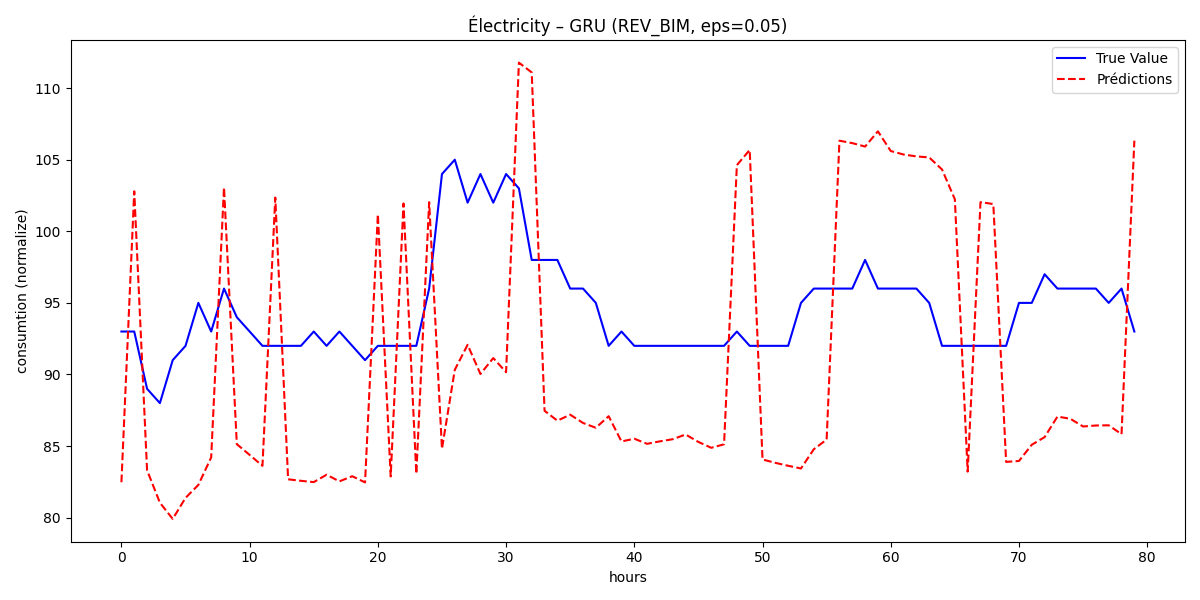 Électricity – GRU (REV_BIM, eps=0.05)
True Value
Prédictions
consumtion (normalize)
110
105
100
95
90
85
80
0 10 20 30 40 50 60 70 80
hours